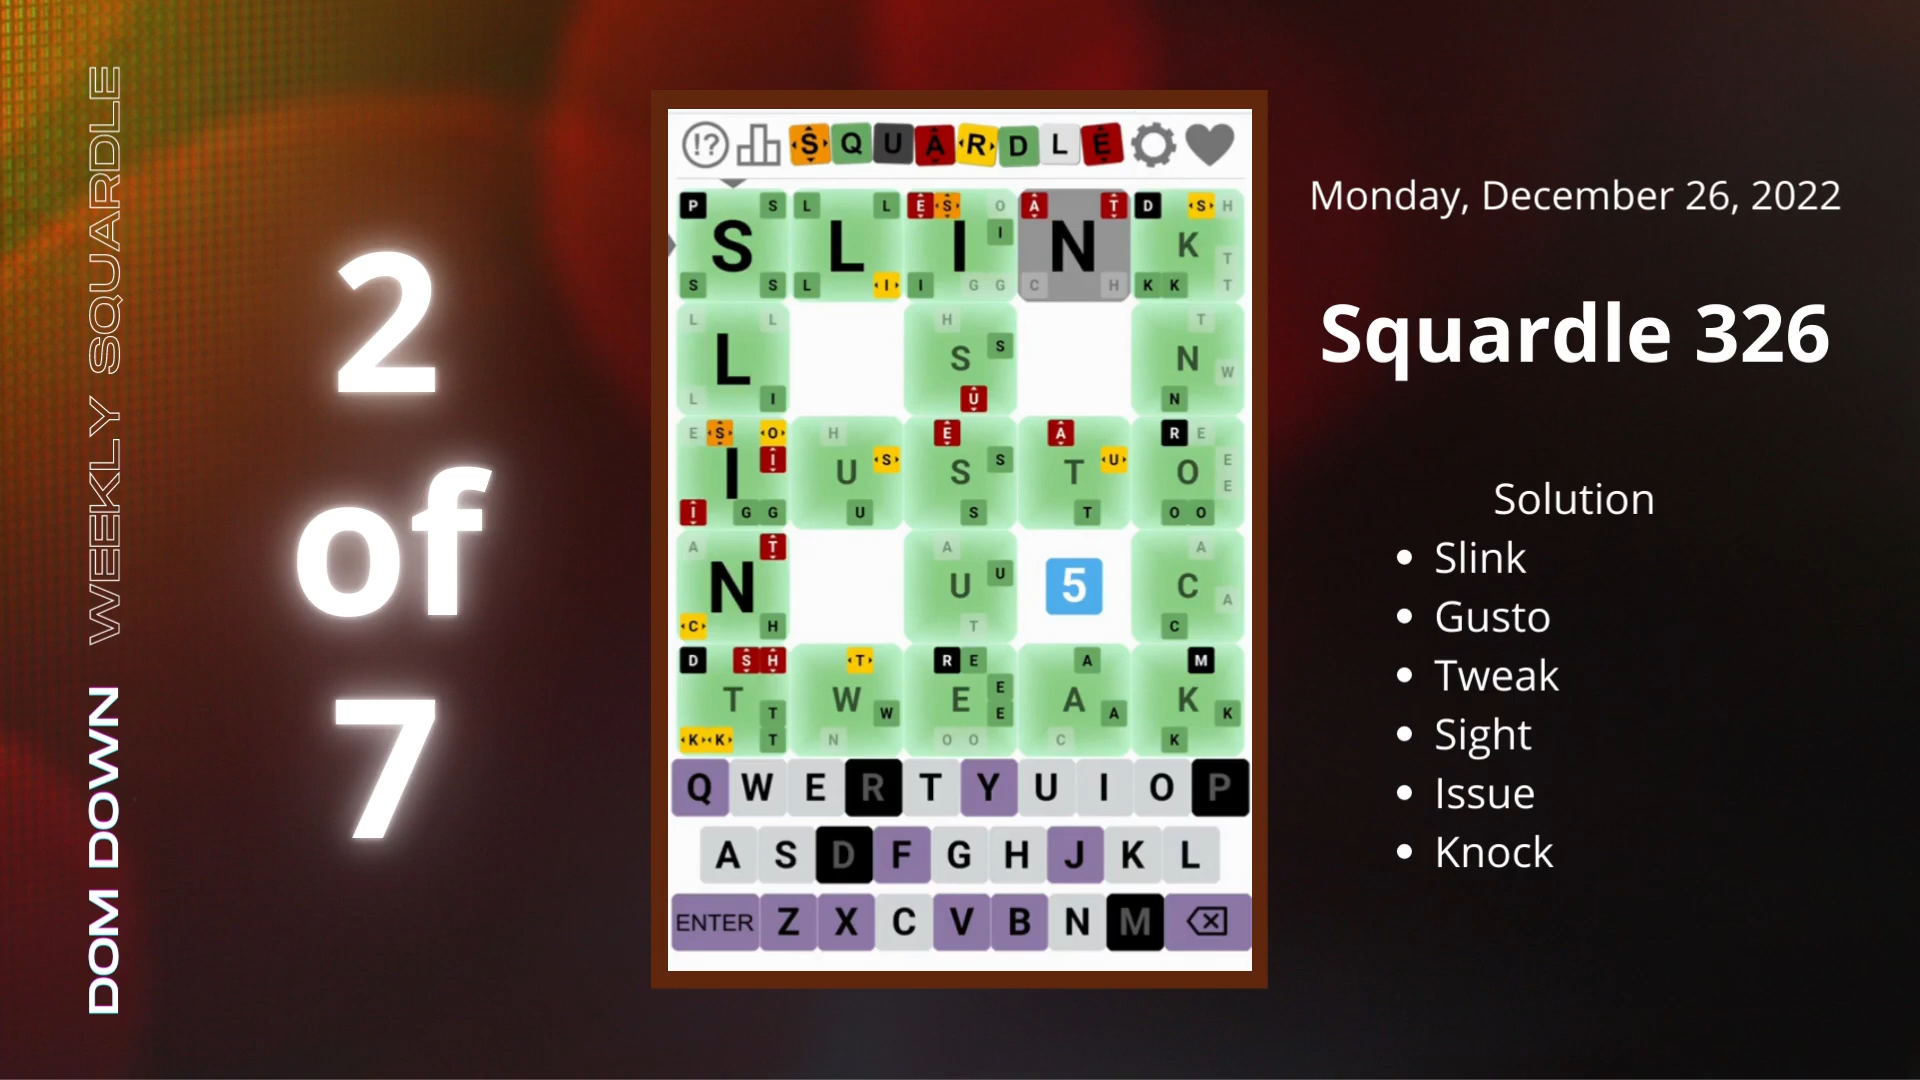 DOM DOWN WEEKLY SQUARDLE
2
of
7
!? SQUARDLE
P S L L E S O A T D S H
S L I N K
I T
S S L I I G G C H K K T
L L H T
L S N
S W
L I U N
E S O H E A R E
I U S T O
I S S U E E
I G G U S T O O
A T A A
N U 5 C
U A
C H T C
D S H T R E A M
T W E A K
E
T W E A K
K K T N O O C K
Q W E R T Y U I O P
A S D F G H J K L
ENTER Z X C V B N M
Monday, December 26, 2022
Squardle 326
Solution
Slink
Gusto
Tweak
Sight
Issue
Knock